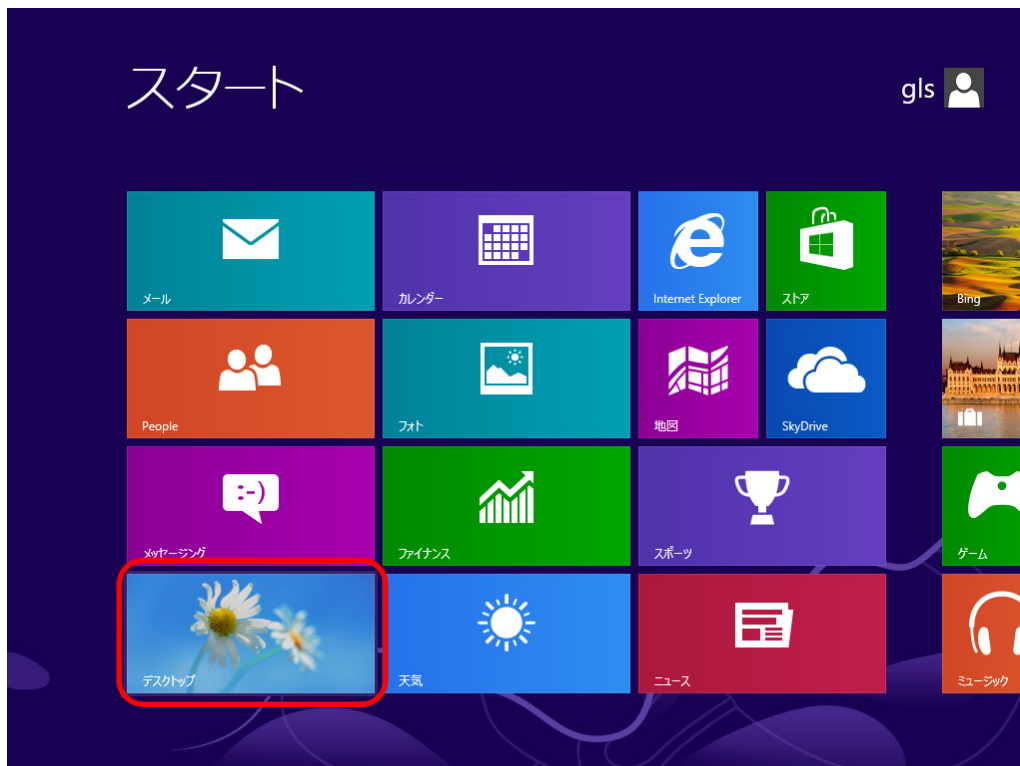 スタート
gls
メール
カレンダー
Internet Explorer
ストア
Bing
People
フォト
地図
SkyDrive
:-)
メッセージング
ファイナンス
スポーツ
ゲーム
デスクトップ
天気
ニュース
ミュージック